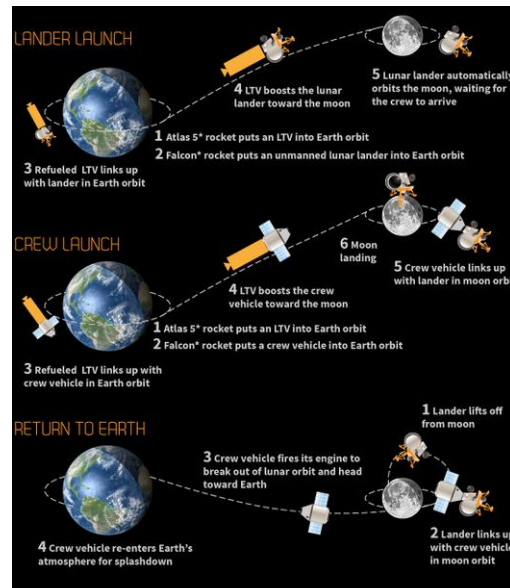 LANDER LAUNCH
4 LTV boosts the lunar
lander toward the moon
5 Lunar lander automatically
orbits the moon, waiting for
the crew to arrive
1 Atlas 5* rocket puts an LTV into Earth orbit
2 Falcon* rocket puts an unmanned lunar lander into Earth orbit
3 Refueled LTV links up
with lander in Earth orbit
CREW LAUNCH
6 Moon
landing
5 Crew vehicle links up
with lander in moon orbi
4 LTV boosts the crew
vehicle toward the moon
1 Atlas 5* rocket puts an LTV into Earth orbit
2 Falcon* rocket puts a crew vehicle into Earth orbit
3 Refueled LTV links up with
crew vehicle in Earth orbit
RETURN TO EARTH
1 Lander lifts off
from moon
3 Crew vehicle fires its engine to
break out of lunar orbit and head
toward Earth
2 Lander links up
with crew vehicle
in moon orbit
4 Crew vehicle re-enters Earth's
atmosphere for splashdown